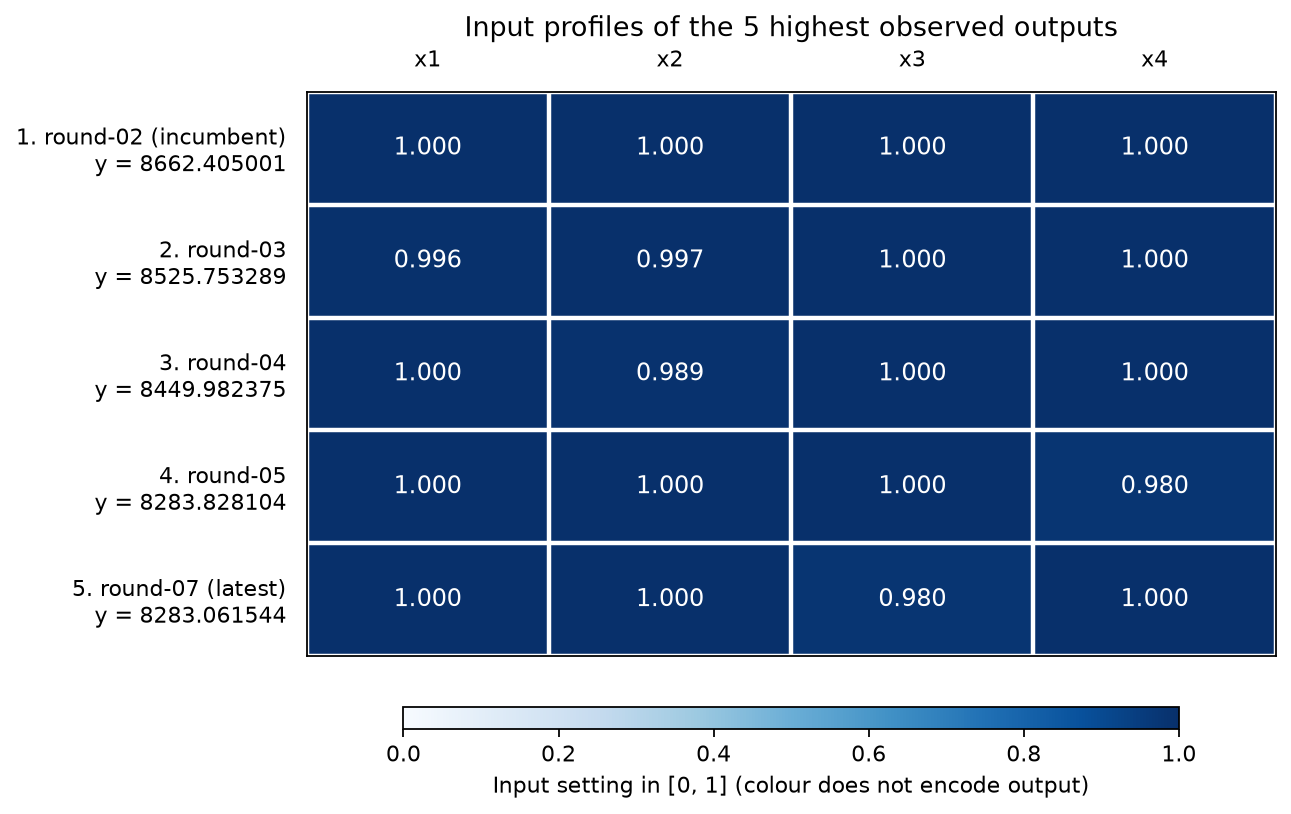 Input profiles of the 5 highest observed outputs
x1 x2 x3 x4
1. round-02 (incumbent)
y = 8662.405001
1.000 1.000 1.000 1.000
2. round-03
y = 8525.753289
0.996 0.997 1.000 1.000
3. round-04
y = 8449.982375
1.000 0.989 1.000 1.000
4. round-05
y = 8283.828104
1.000 1.000 1.000 0.980
5. round-07 (latest)
y = 8283.061544
1.000 1.000 0.980 1.000
0.0 0.2 0.4 0.6 0.8 1.0
Input setting in [0, 1] (colour does not encode output)